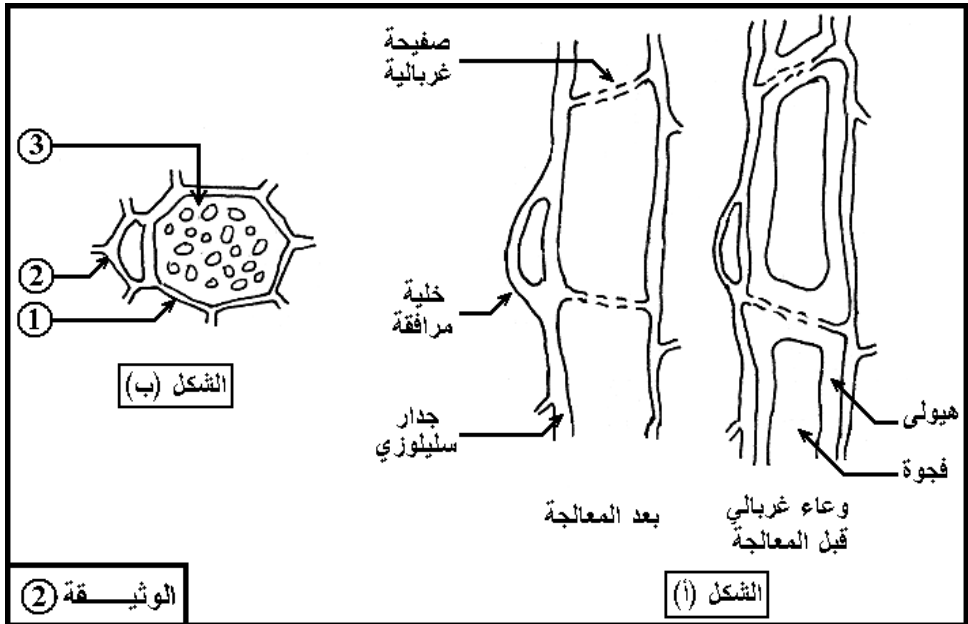 صفيحة
غربالية
خلية
مرافقة
جدار
سليلوزي
هيولى
فجوة
وعاء غربالي
قبل المعالجة
بعد المعالجة
الشكل (أ)
3
2
1
الشكل (ب)
الوثيـــقة 2